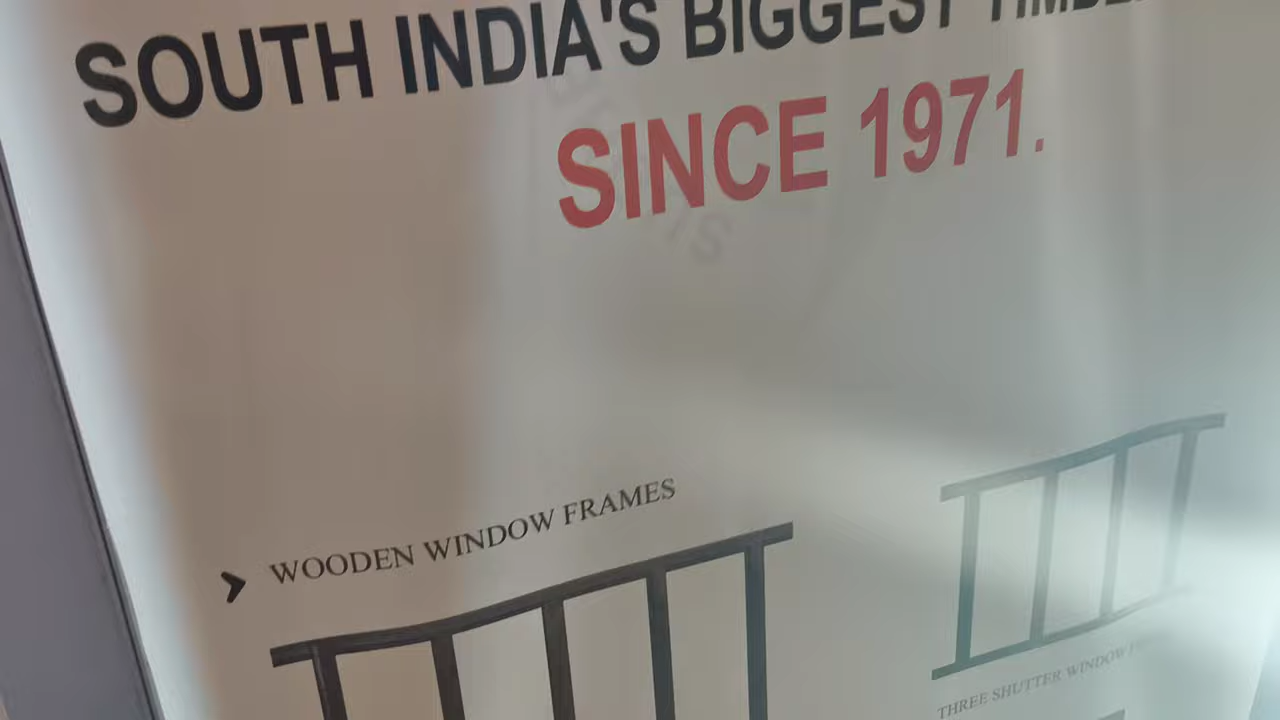 SOUTH INDIA'S BIGGEST
SINCE 1971.
WOODEN WINDOW FRAMES
THREE SHUTTER WINDOW